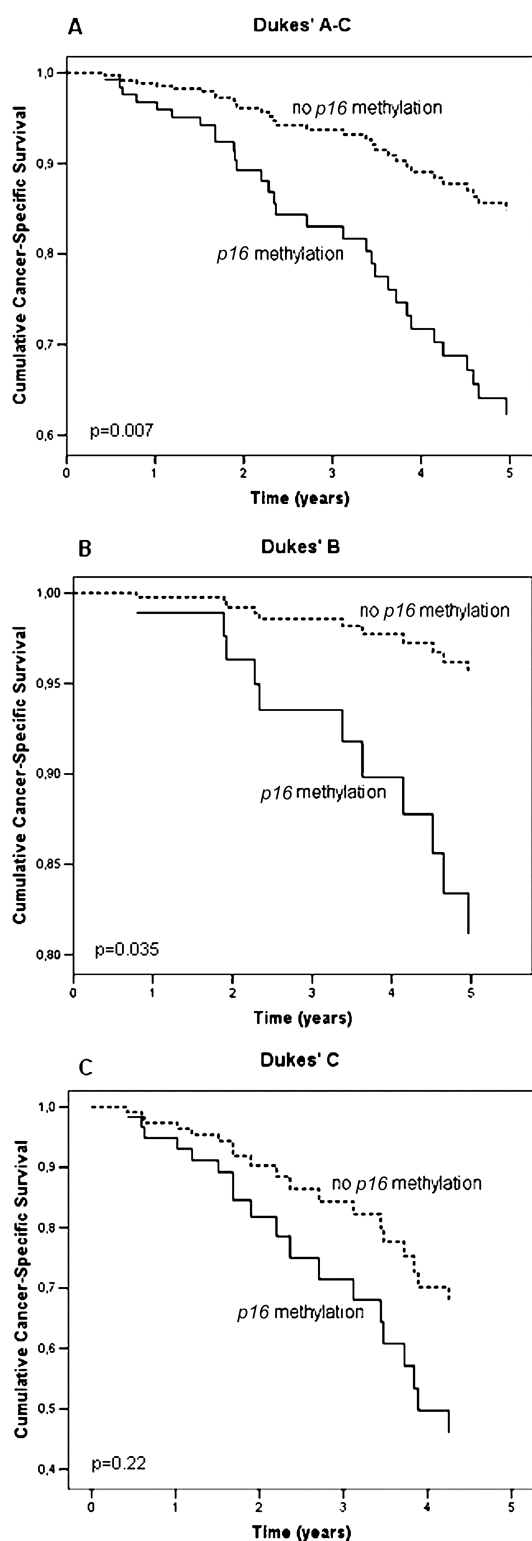 A
Dukes' A-C
Cumulative Cancer-Specific Survival
1,0
0,9
0,8
0,7
0,6
no p16 methylation
p16 methylation
p=0.007
0 1 2 3 4 5
Time (years)
B
Dukes' B
Cumulative Cancer-Specific Survival
1,00
0,95
0,90
0,85
0,80
no p16 methylation
p16 methylation
p=0.035
0 1 2 3 4 5
Time (years)
C
Dukes' C
Cumulative Cancer-Specific Survival
1,0
0,9
0,8
0,7
0,6
0,5
0,4
no p16 methylation
p16 methylation
p=0.22
0 1 2 3 4 5
Time (years)